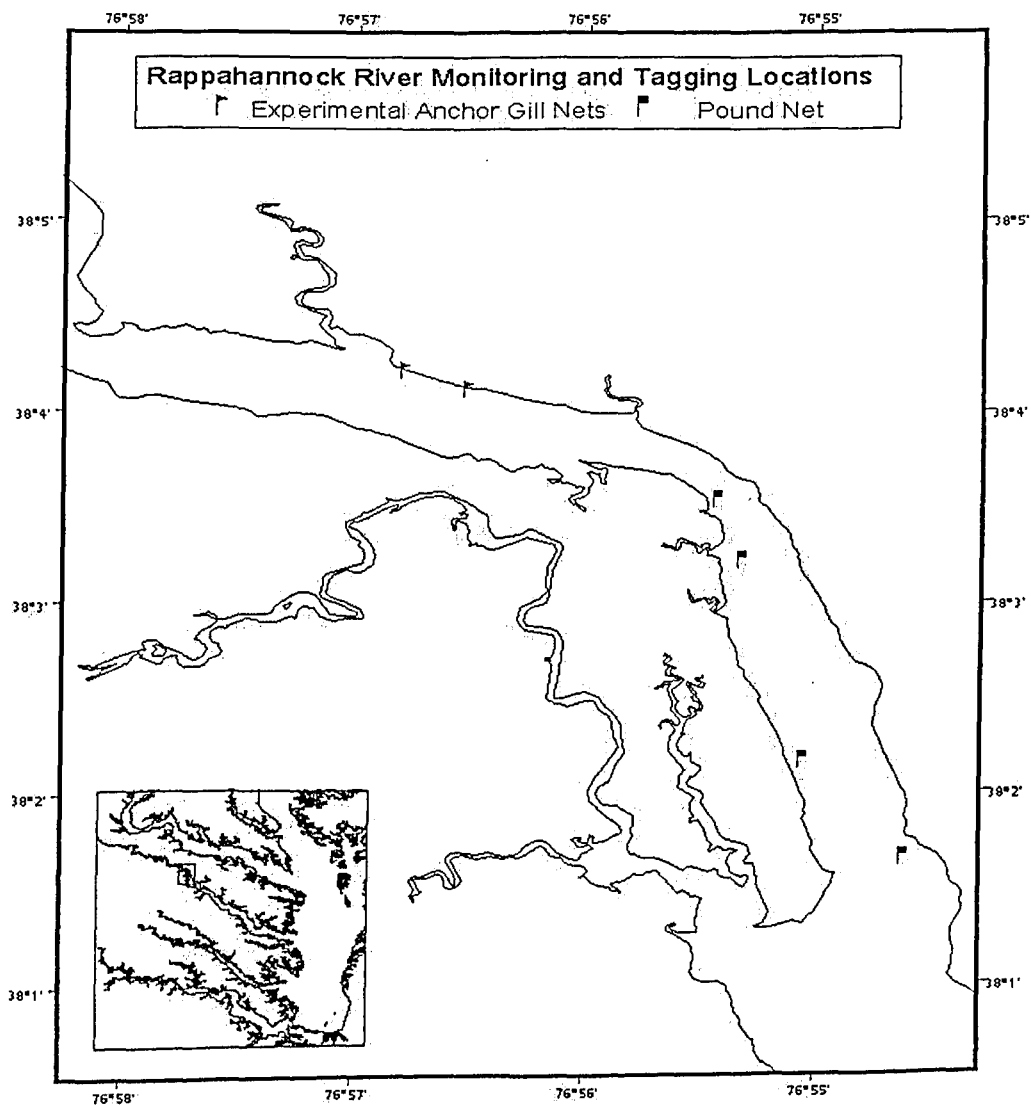 76°58' 76°57' 76°56' 76°55'
Rappahannock River Monitoring and Tagging Locations
Experimental Anchor Gill Nets Pound Net
38°5' 38°5'
38°4' 38°4'
38°3' 38°3'
38°2' 38°2'
38°1' 38°1'
76°58' 76°57' 76°56' 76°55'